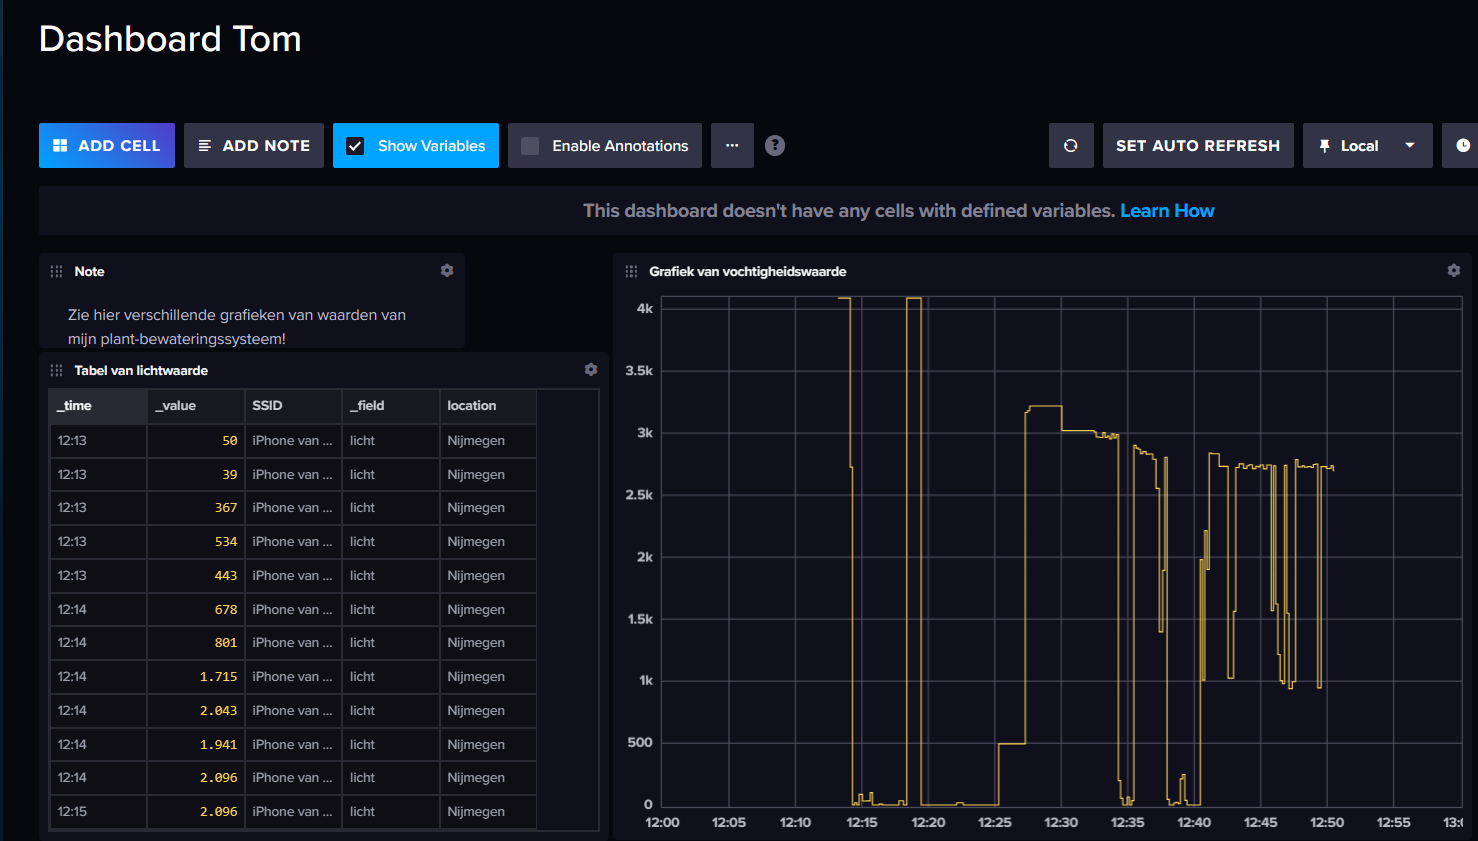 Dashboard Tom
ADD CELL ADD NOTE Show Variables Enable Annotations ... ? SET AUTO REFRESH Local
This dashboard doesn't have any cells with defined variables. Learn How
Note
Zie hier verschillende grafieken van waarden van
mijn plant-bewateringssysteem!
Tabel van lichtwaarde
_time _value SSID _field location
12:13 50 iPhone van ... licht Nijmegen
12:13 39 iPhone van ... licht Nijmegen
12:13 367 iPhone van ... licht Nijmegen
12:13 534 iPhone van ... licht Nijmegen
12:13 443 iPhone van ... licht Nijmegen
12:14 678 iPhone van ... licht Nijmegen
12:14 801 iPhone van ... licht Nijmegen
12:14 1.715 iPhone van ... licht Nijmegen
12:14 2.043 iPhone van ... licht Nijmegen
12:14 1.941 iPhone van ... licht Nijmegen
12:14 2.096 iPhone van ... licht Nijmegen
12:15 2.096 iPhone van ... licht Nijmegen
Grafiek van vochtigheidswaarde
4k
3.5k
3k
2.5k
2k
1.5k
1k
500
0
12:00 12:05 12:10 12:15 12:20 12:25 12:30 12:35 12:40 12:45 12:50 12:55